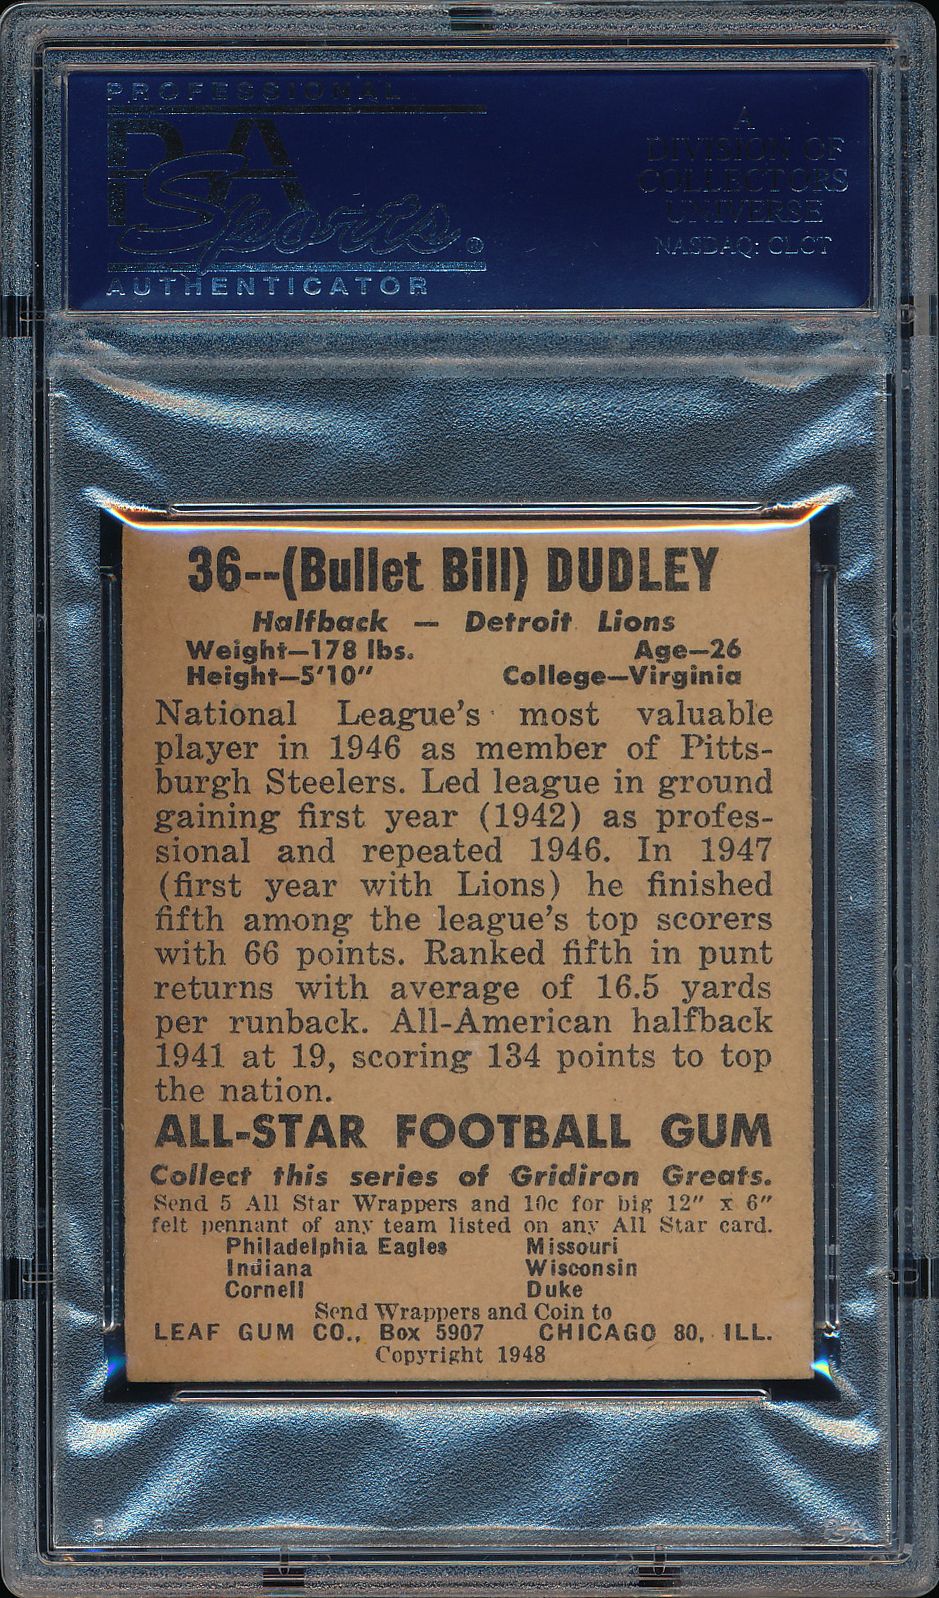 PROFESSIONAL
PSA
Sports®
AUTHENTICATOR
A
DIVISION OF
COLLECTORS
UNIVERSE
NASDAQ: CLCT
36--(Bullet Bill) DUDLEY
Halfback — Detroit Lions
Weight—178 lbs. Age—26
Height—5'10" College—Virginia
National League's most valuable
player in 1946 as member of Pitts-
burgh Steelers. Led league in ground
gaining first year (1942) as profes-
sional and repeated 1946. In 1947
(first year with Lions) he finished
fifth among the league's top scorers
with 66 points. Ranked fifth in punt
returns with average of 16.5 yards
per runback. All-American halfback
1941 at 19, scoring 134 points to top
the nation.
ALL-STAR FOOTBALL GUM
Collect this series of Gridiron Greats.
Send 5 All Star Wrappers and 10c for big 12" x 6"
felt pennant of any team listed on any All Star card.
Philadelphia Eagles Missouri
Indiana Wisconsin
Cornell Duke
Send Wrappers and Coin to
LEAF GUM CO., Box 5907 CHICAGO 80, ILL.
Copyright 1948